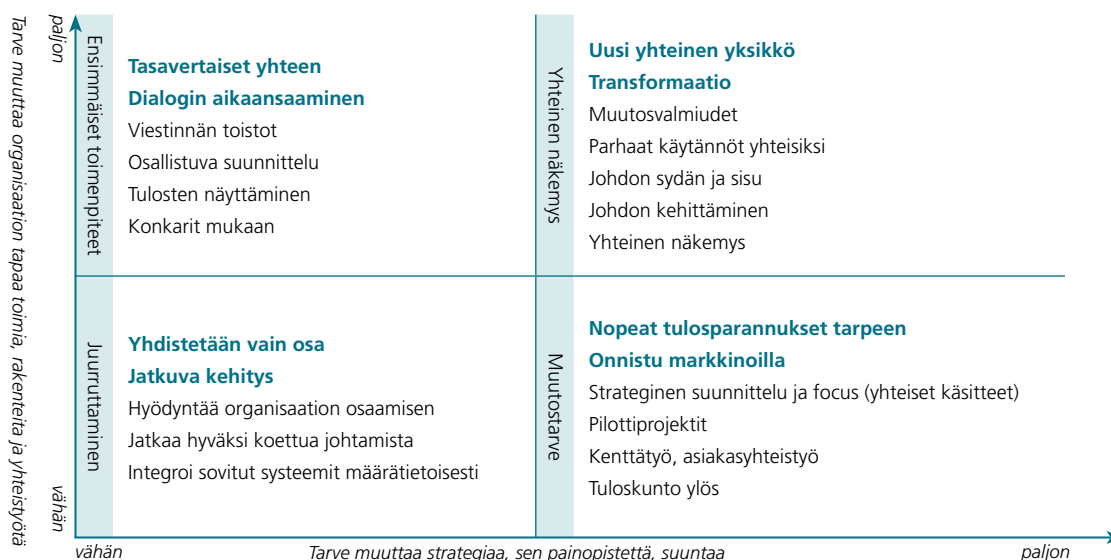 Tarve muuttaa organisaation tapaa toimia, rakenteita ja yhteistyötä
paljon
vähän
Ensimmäiset toimenpiteet
Tasavertaiset yhteen
Dialogin aikaansaaminen
Viestinnän toistot
Osallistuva suunnittelu
Tulosten näyttäminen
Konkarit mukaan
Yhteinen näkemys
Uusi yhteinen yksikkö
Transformaatio
Muutosvalmiudet
Parhaat käytännöt yhteisiksi
Johdon sydän ja sisu
Johdon kehittäminen
Yhteinen näkemys
Juurruttaminen
Yhdistetään vain osa
Jatkuva kehitys
Hyödyntää organisaation osaamisen
Jatkaa hyväksi koettua johtamista
Integroi sovitut systeemit määrätietoisesti
Muutostarve
Nopeat tulosparannukset tarpeen
Onnistu markkinoilla
Strateginen suunnittelu ja focus (yhteiset käsitteet)
Pilottiprojektit
Kenttätyö, asiakasyhteistyö
Tuloskunto ylös
vähän
Tarve muuttaa strategiaa, sen painopistettä, suuntaa
paljon